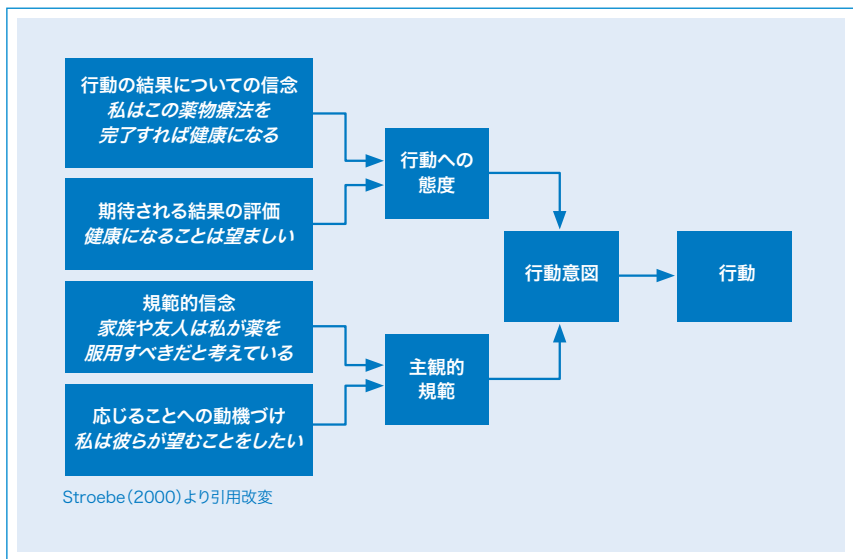 行動の結果についての信念
私はこの薬物療法を
完了すれば健康になる
期待される結果の評価
健康になることは望ましい
規範的信念
家族や友人は私が薬を
服用すべきだと考えている
応じることへの動機づけ
私は彼らが望むことをしたい
行動への
態度
主観的
規範
行動意図
行動
Stroebe(2000)より引用改変